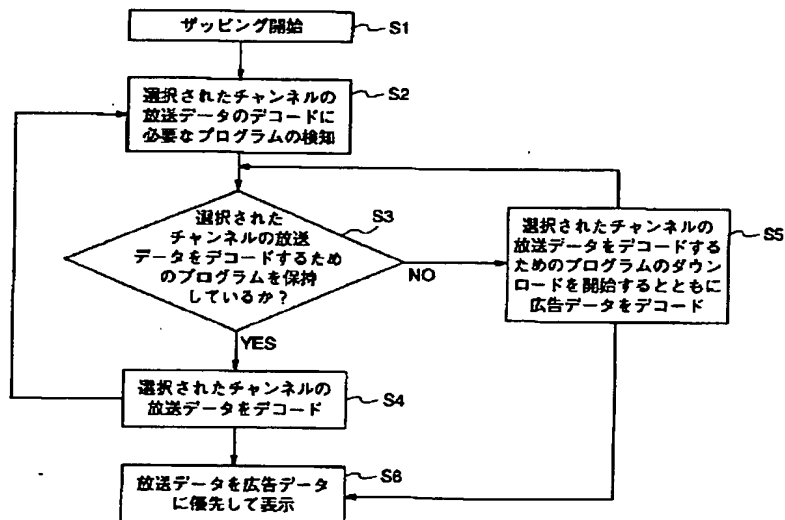 ザッピング開始
S1
選択されたチャンネルの
放送データのデコードに
必要なプログラムの検知
S2
選択された
チャンネルの放送
データをデコードするため
のプログラムを保持
しているか？
S3
NO
YES
選択されたチャンネルの
放送データをデコードする
ためのプログラムのダウン
ロードを開始するとともに
広告データをデコード
S5
選択されたチャンネルの
放送データをデコード
S4
放送データを広告データ
に優先して表示
S6